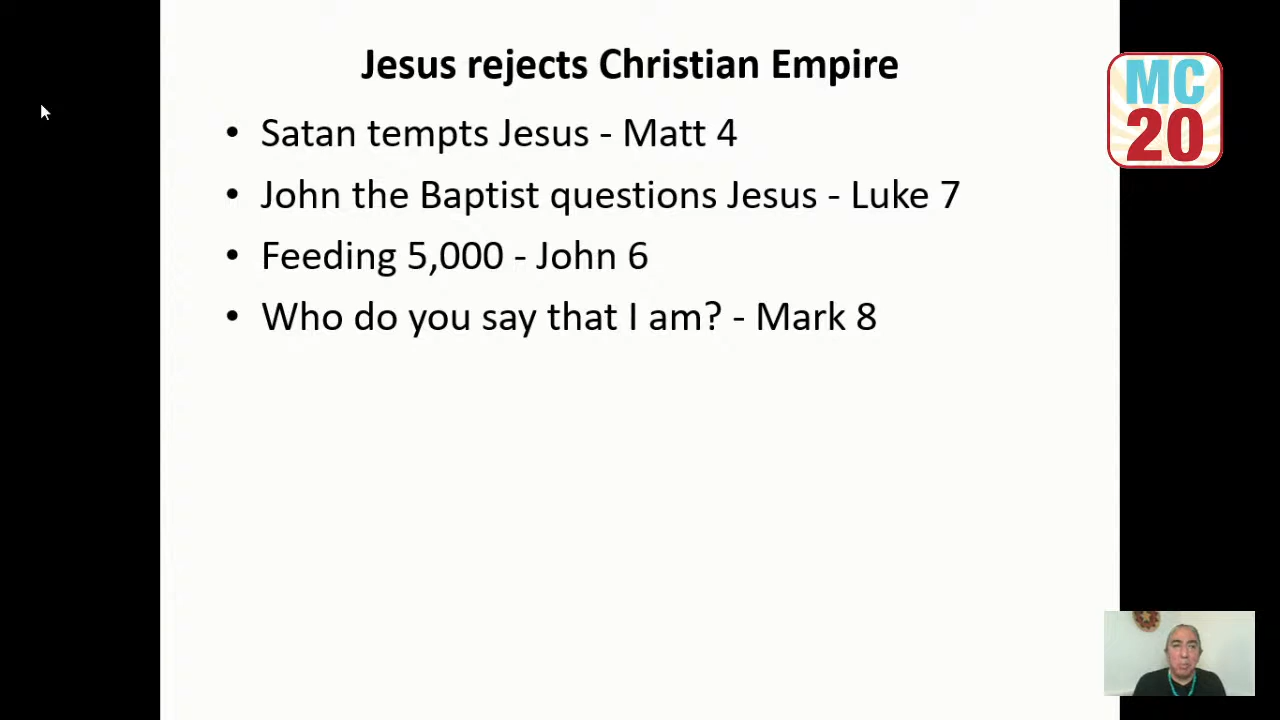 Jesus rejects Christian Empire
• Satan tempts Jesus - Matt 4
• John the Baptist questions Jesus - Luke 7
• Feeding 5,000 - John 6
• Who do you say that I am? - Mark 8
MC
20